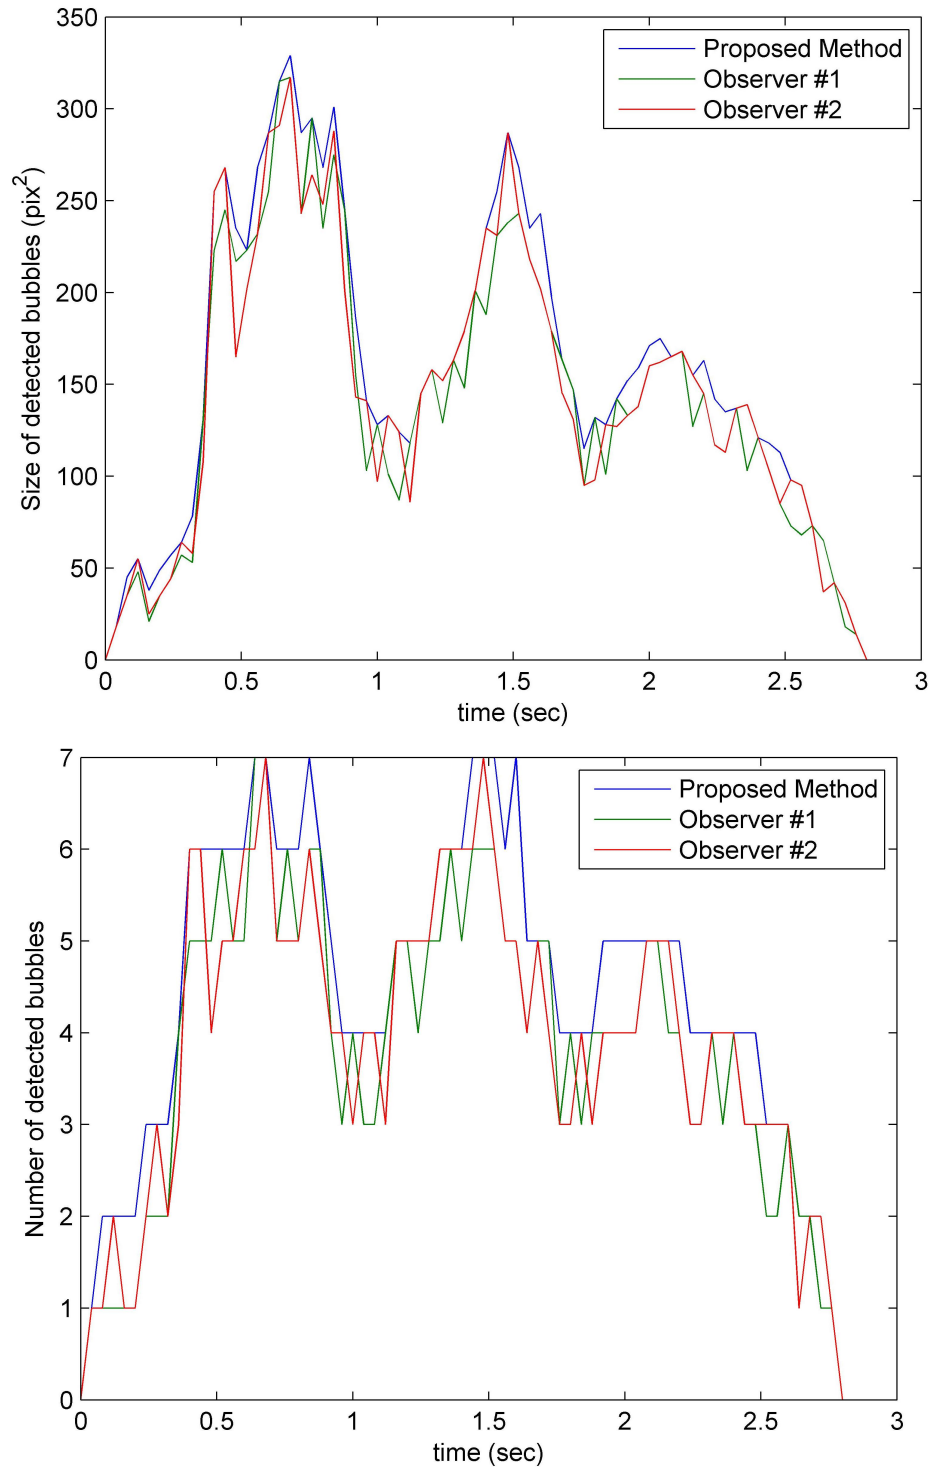 350
300
250
200
150
100
50
0
Size of detected bubbles (pix²)
Proposed Method
Observer #1
Observer #2
0 0.5 1 1.5 2 2.5 3
time (sec)
7
6
5
4
3
2
1
0
Number of detected bubbles
Proposed Method
Observer #1
Observer #2
0 0.5 1 1.5 2 2.5 3
time (sec)